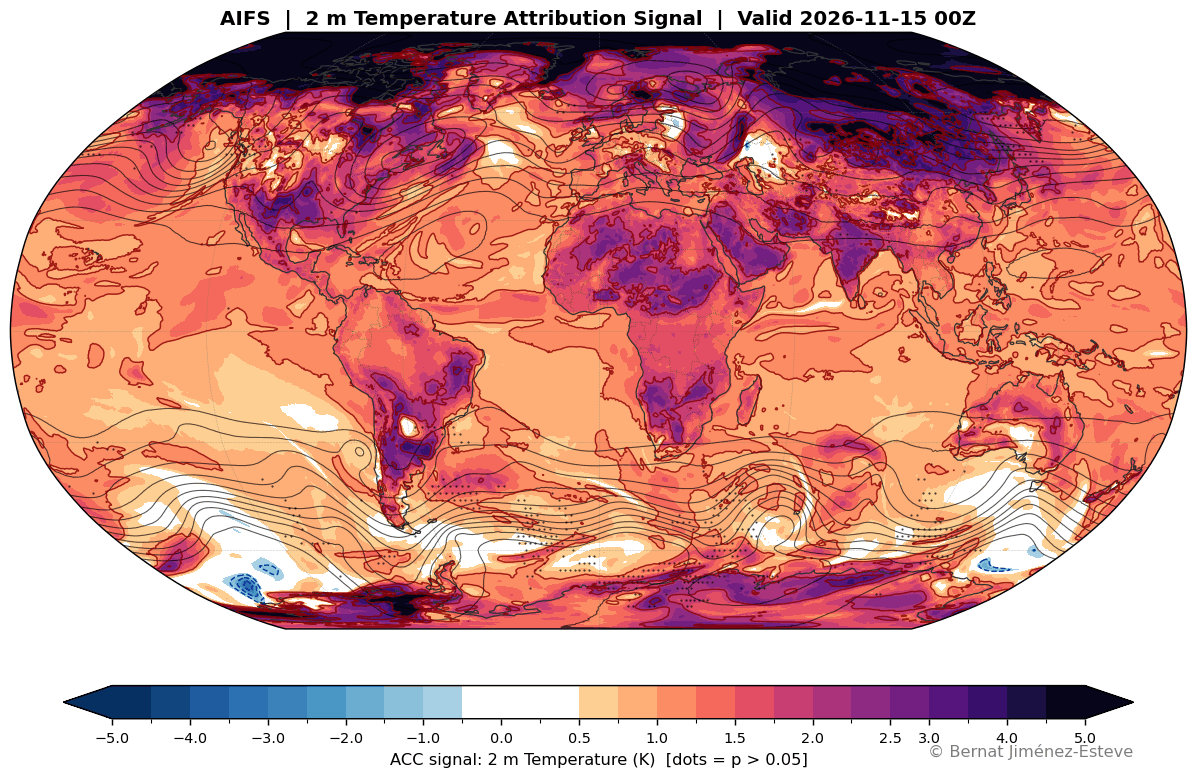 AIFS | 2 m Temperature Attribution Signal | Valid 2026-11-15 00Z
−5.0 −4.0 −3.0 −2.0 −1.0 0.0 0.5 1.0 1.5 2.0 2.5 3.0 4.0 5.0
© Bernat Jiménez-Esteve
ACC signal: 2 m Temperature (K) [dots = p > 0.05]